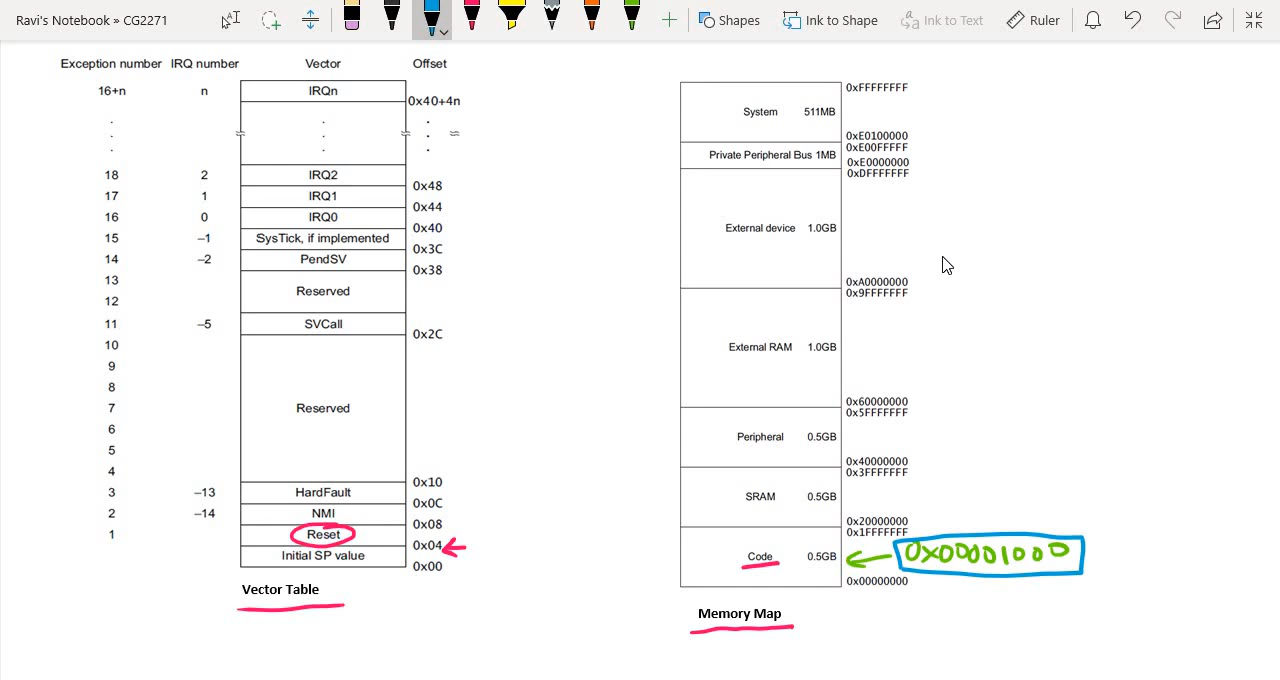 Ravi's Notebook » CG2271
Shapes
Ink to Shape
Ink to Text
Ruler
Exception number IRQ number Vector Offset
16+n n IRQn
0x40+4n
18 2 IRQ2
0x48
17 1 IRQ1
0x44
16 0 IRQ0
0x40
15 –1 SysTick, if implemented
0x3C
14 –2 PendSV
0x38
13
Reserved
12
11 –5 SVCall
0x2C
10
9
8
7 Reserved
6
5
4
0x10
3 –13 HardFault
0x0C
2 –14 NMI
0x08
1 Reset
0x04
Initial SP value
0x00
Vector Table
0xFFFFFFFF
System 511MB
0xE0100000
0xE00FFFFF
Private Peripheral Bus 1MB
0xE0000000
0xDFFFFFFF
External device 1.0GB
0xA0000000
0x9FFFFFFF
External RAM 1.0GB
0x60000000
0x5FFFFFFF
Peripheral 0.5GB
0x40000000
0x3FFFFFFF
SRAM 0.5GB
0x20000000
0x1FFFFFFF
Code 0.5GB
0x00001000
0x00000000
Memory Map